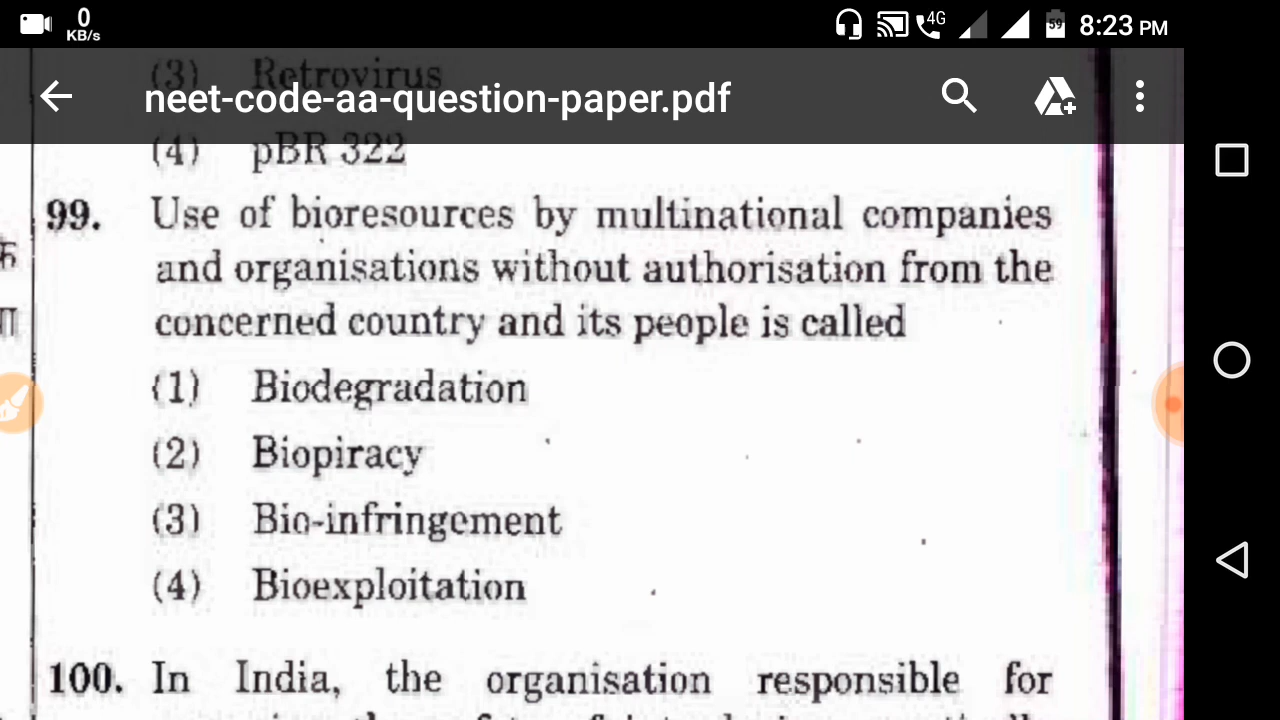 0
KB/s
4G
59
8:23 PM
(3) Retrovirus
neet-code-aa-question-paper.pdf
(4) pBR 322
99. Use of bioresources by multinational companies
and organisations without authorisation from the
concerned country and its people is called
(1) Biodegradation
(2) Biopiracy
(3) Bio-infringement
(4) Bioexploitation
100. In India, the organisation responsible for